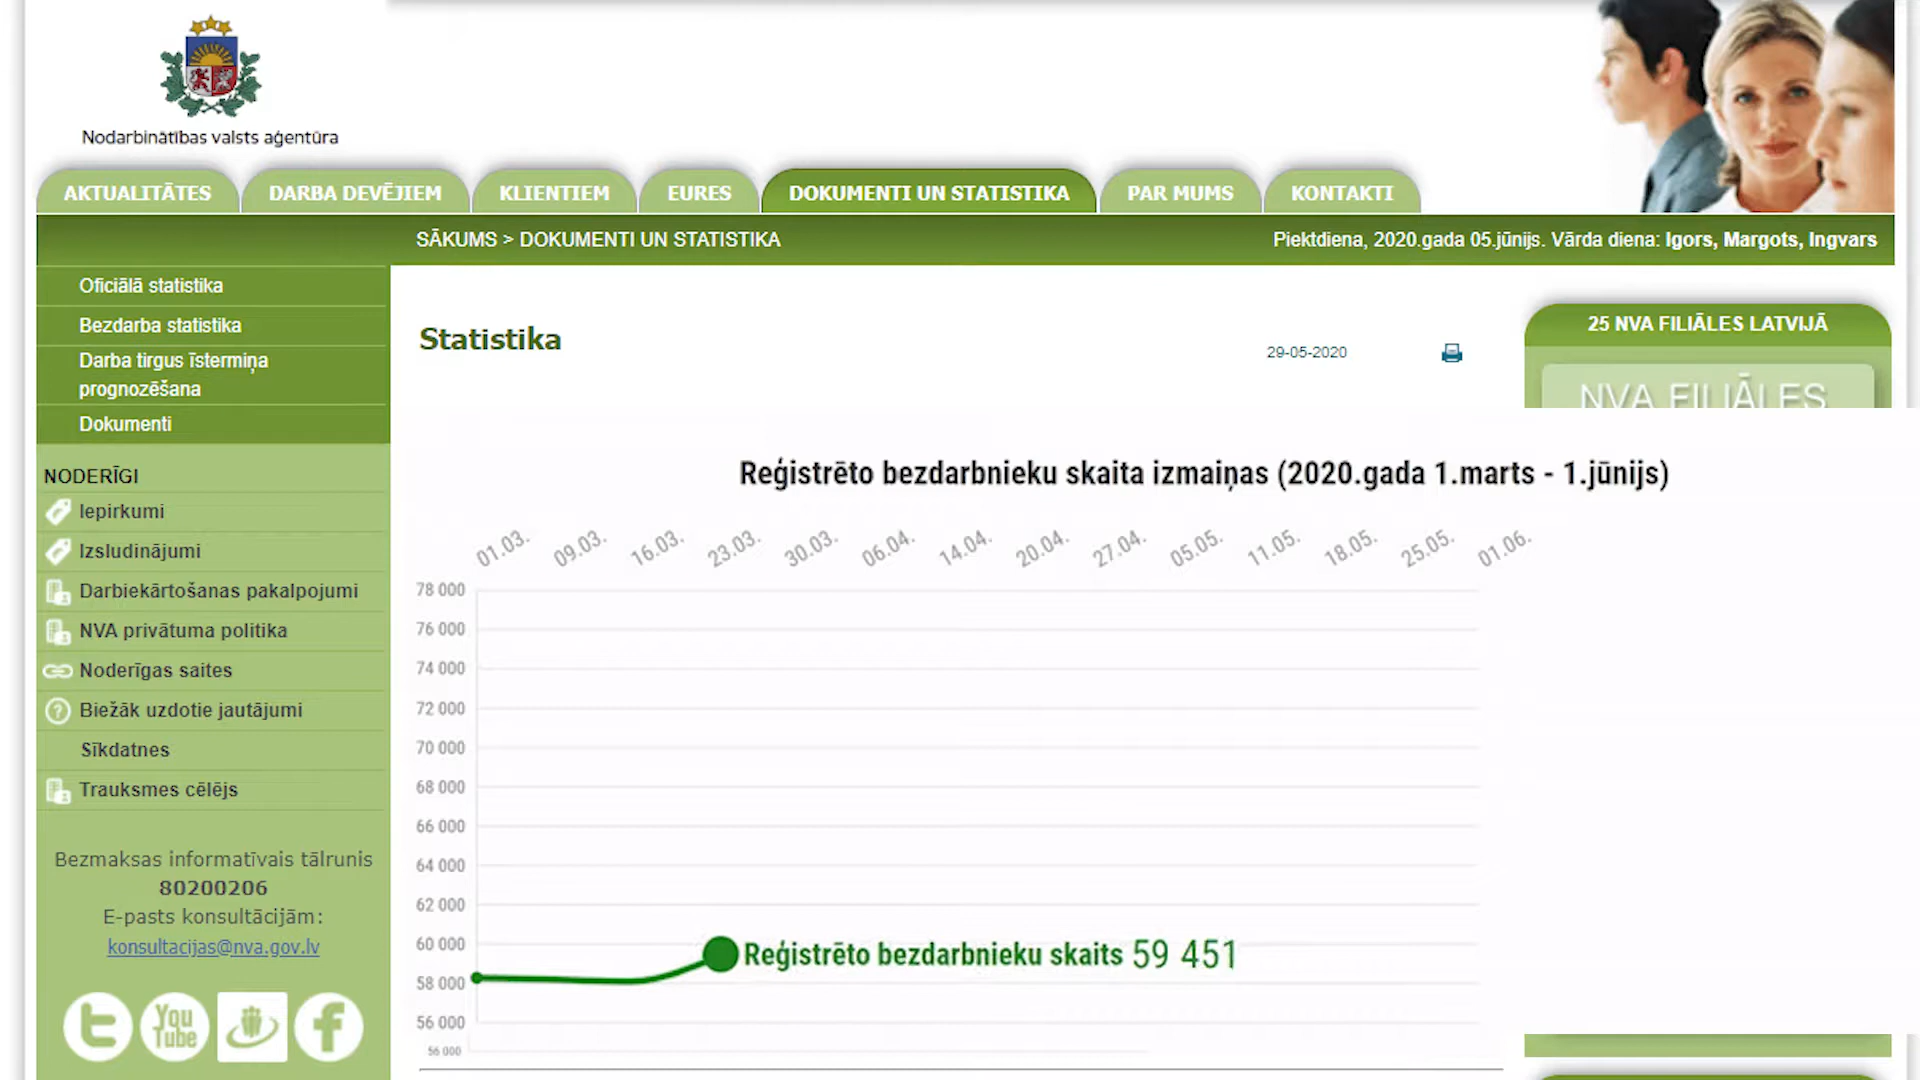 Nodarbinātības valsts aģentūra
AKTUALITĀTES
DARBA DEVĒJIEM
KLIENTIEM
EURES
DOKUMENTI UN STATISTIKA
PAR MUMS
KONTAKTI
SĀKUMS > DOKUMENTI UN STATISTIKA
Piektdiena, 2020.gada 05.jūnijs. Vārda diena: Igors, Margots, Ingvars
Oficiālā statistika
Bezdarba statistika
Darba tirgus īstermiņa
prognozēšana
Dokumenti
NODERĪGI
Iepirkumi
Izsludinājumi
Darbiekārtošanas pakalpojumi
NVA privātuma politika
Noderīgas saites
Biežāk uzdotie jautājumi
Sīkdatnes
Trauksmes cēlējs
Bezmaksas informatīvais tālrunis
80200206
E-pasts konsultācijām:
konsultacijas@nva.gov.lv
You
Tube
Statistika
29-05-2020
25 NVA FILIĀLES LATVIJĀ
NVA FILIĀLES
Reģistrēto bezdarbnieku skaita izmaiņas (2020.gada 1.marts - 1.jūnijs)
01.03. 09.03. 16.03. 23.03. 30.03. 06.04. 14.04. 20.04. 27.04. 05.05. 11.05. 18.05. 25.05. 01.06.
78 000
76 000
74 000
72 000
70 000
68 000
66 000
64 000
62 000
60 000
Reģistrēto bezdarbnieku skaits 59 451
58 000
56 000
56 000